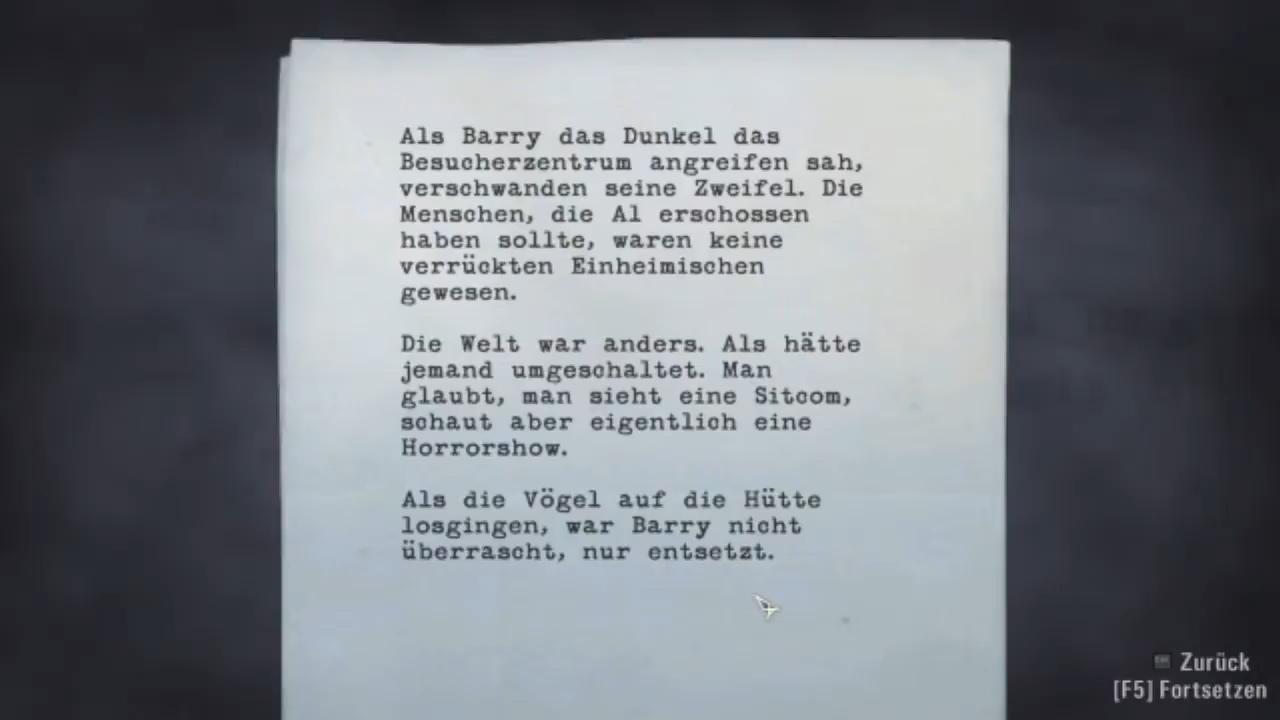 Als Barry das Dunkel das
Besucherzentrum angreifen sah,
verschwanden seine Zweifel. Die
Menschen, die Al erschossen
haben sollte, waren keine
verrückten Einheimischen
gewesen.
Die Welt war anders. Als hätte
jemand umgeschaltet. Man
glaubt, man sieht eine Sitcom,
schaut aber eigentlich eine
Horrorshow.
Als die Vögel auf die Hütte
losgingen, war Barry nicht
überrascht, nur entsetzt.
Zurück
[F5] Fortsetzen